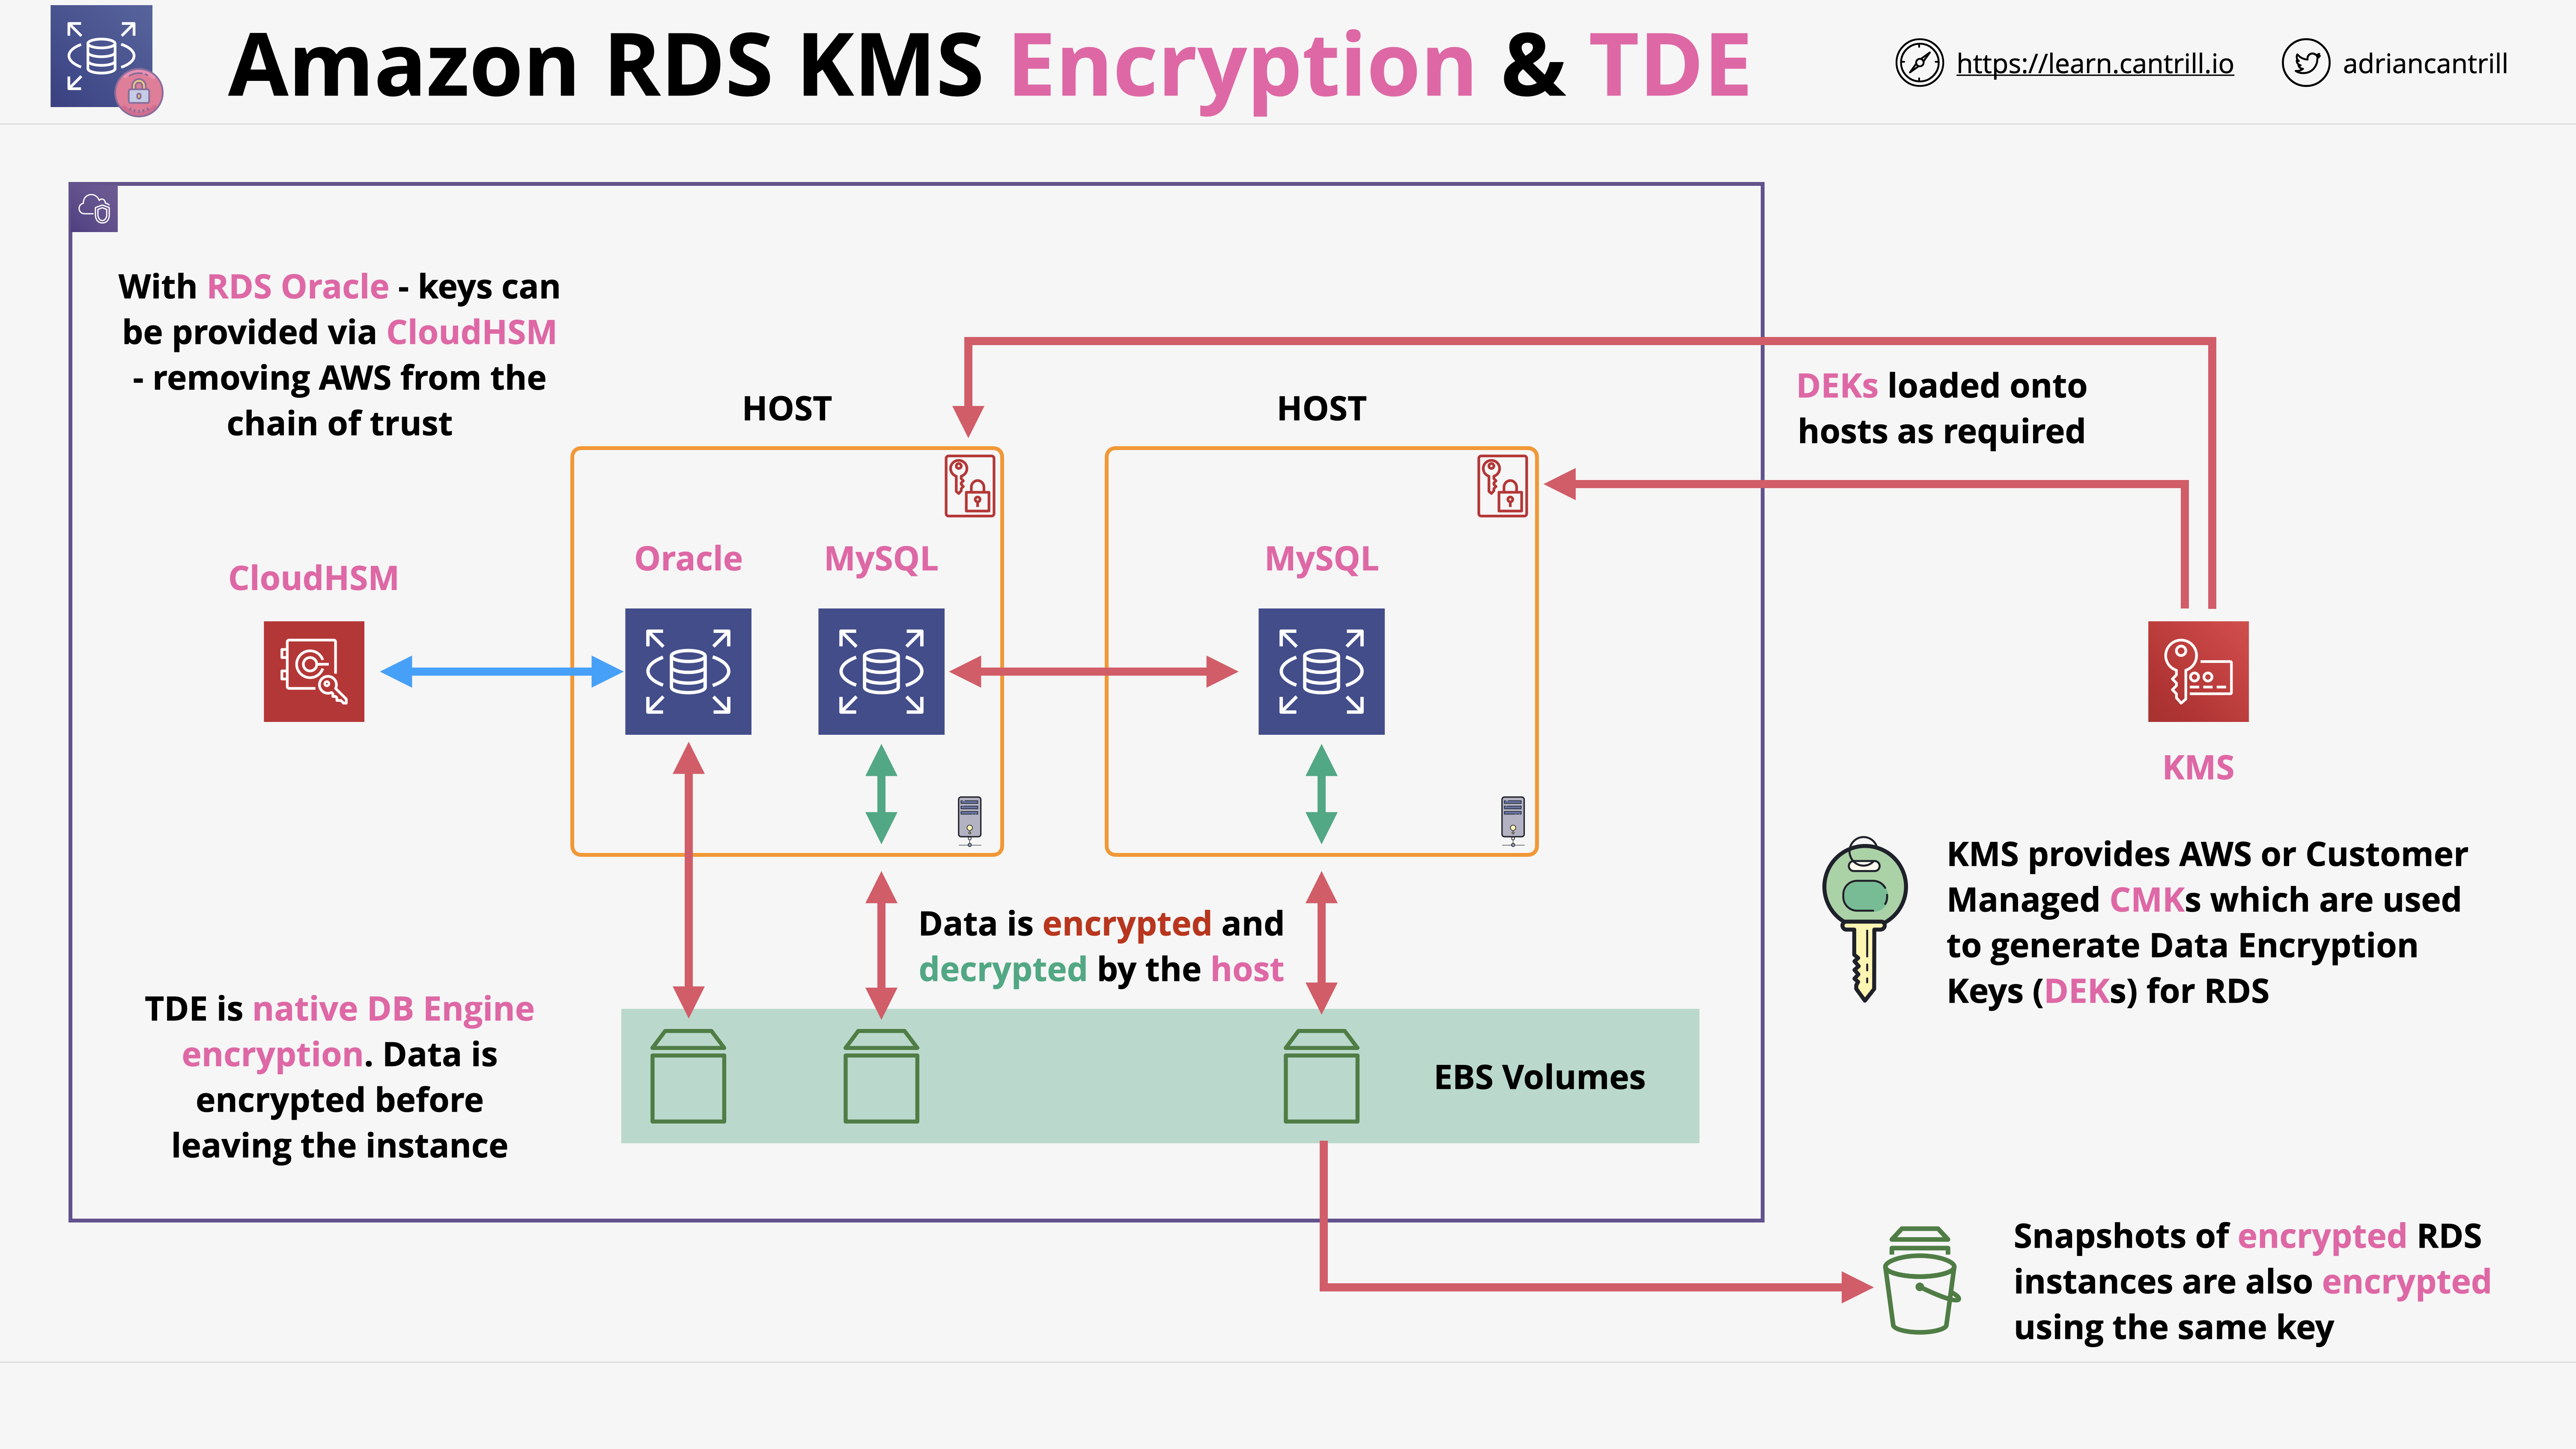 Amazon RDS KMS Encryption & TDE
https://learn.cantrill.io
adriancantrill
With RDS Oracle - keys can
be provided via CloudHSM
- removing AWS from the
chain of trust
HOST
HOST
DEKs loaded onto
hosts as required
CloudHSM
Oracle
MySQL
MySQL
KMS
KMS provides AWS or Customer
Managed CMKs which are used
to generate Data Encryption
Keys (DEKs) for RDS
Data is encrypted and
decrypted by the host
TDE is native DB Engine
encryption. Data is
encrypted before
leaving the instance
EBS Volumes
Snapshots of encrypted RDS
instances are also encrypted
using the same key